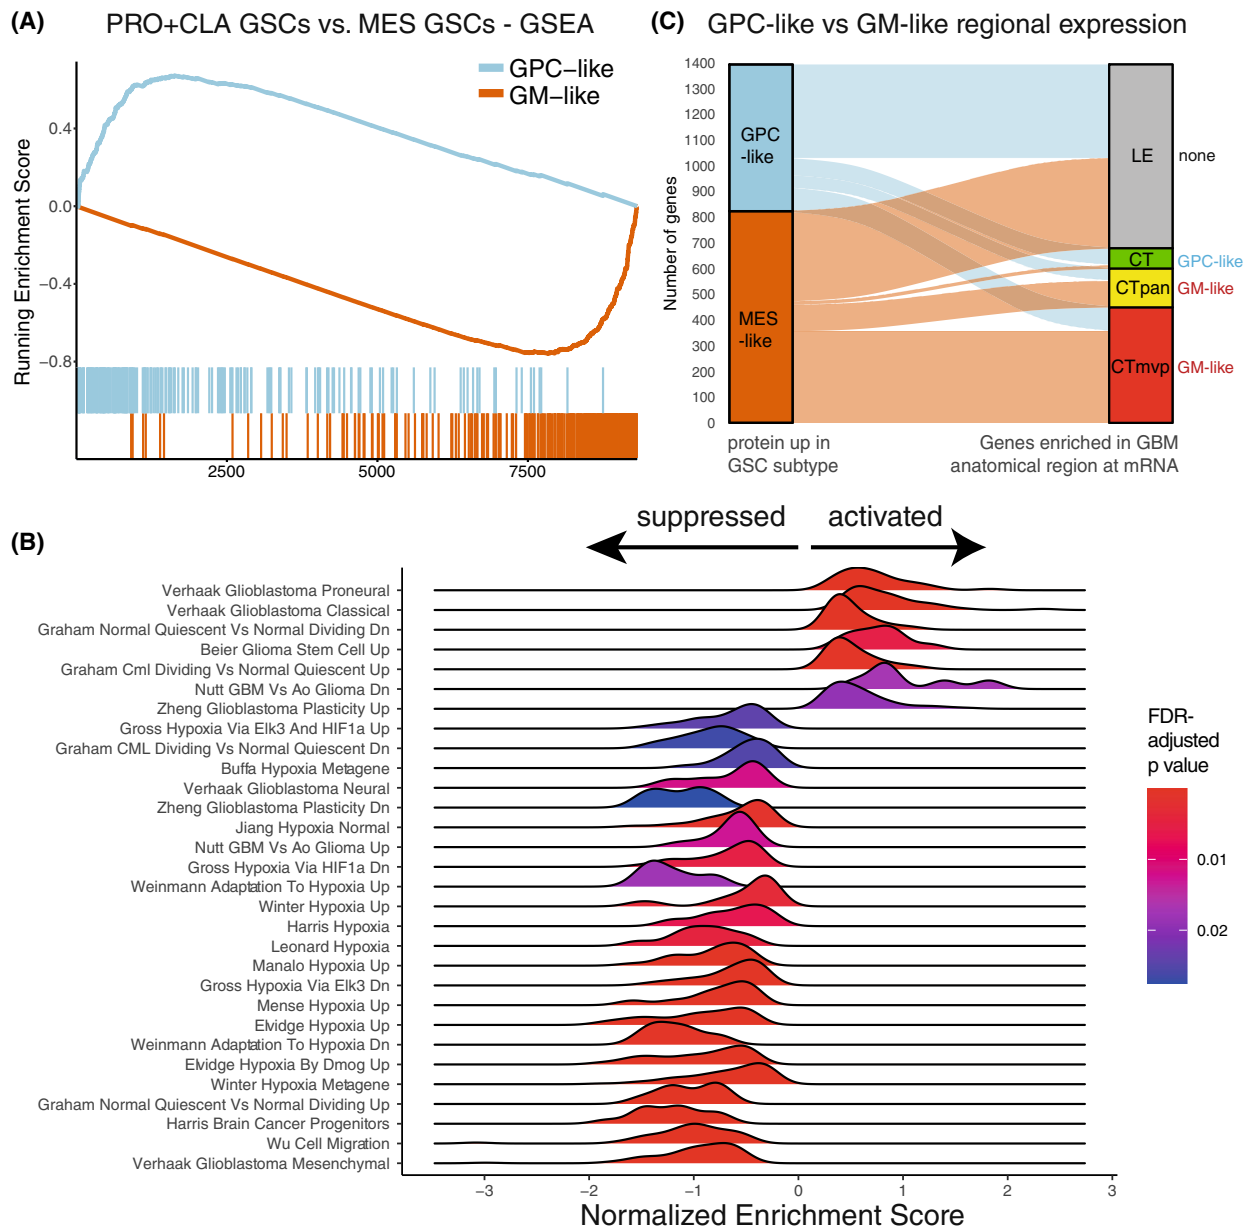 (A)
PRO+CLA GSCs vs. MES GSCs - GSEA
GPC-like
GM-like
Running Enrichment Score
0.4
0.0
-0.4
-0.8
2500
5000
7500
(C)
GPC-like vs GM-like regional expression
Number of genes
1400
1300
1200
1100
1000
900
800
700
600
500
400
300
200
100
0
GPC
-like
MES
-like
LE
CT
CTpan
CTmvp
none
GPC-like
GM-like
GM-like
protein up in
GSC subtype
Genes enriched in GBM
anatomical region at mRNA
(B)
suppressed
activated
Verhaak Glioblastoma Proneural
Verhaak Glioblastoma Classical
Graham Normal Quiescent Vs Normal Dividing Dn
Beier Glioma Stem Cell Up
Graham Cml Dividing Vs Normal Quiescent Up
Nutt GBM Vs Ao Glioma Dn
Zheng Glioblastoma Plasticity Up
Gross Hypoxia Via Elk3 And HIF1a Up
Graham CML Dividing Vs Normal Quiescent Dn
Buffa Hypoxia Metagene
Verhaak Glioblastoma Neural
Zheng Glioblastoma Plasticity Dn
Jiang Hypoxia Normal
Nutt GBM Vs Ao Glioma Up
Gross Hypoxia Via HIF1a Dn
Weinmann Adaptation To Hypoxia Up
Winter Hypoxia Up
Harris Hypoxia
Leonard Hypoxia
Manalo Hypoxia Up
Gross Hypoxia Via Elk3 Dn
Mense Hypoxia Up
Elvidge Hypoxia Up
Weinmann Adaptation To Hypoxia Dn
Elvidge Hypoxia By Dmog Up
Winter Hypoxia Metagene
Graham Normal Quiescent Vs Normal Dividing Up
Harris Brain Cancer Progenitors
Wu Cell Migration
Verhaak Glioblastoma Mesenchymal
-3
-2
-1
0
1
2
3
Normalized Enrichment Score
FDR-
adjusted
p value
0.01
0.02